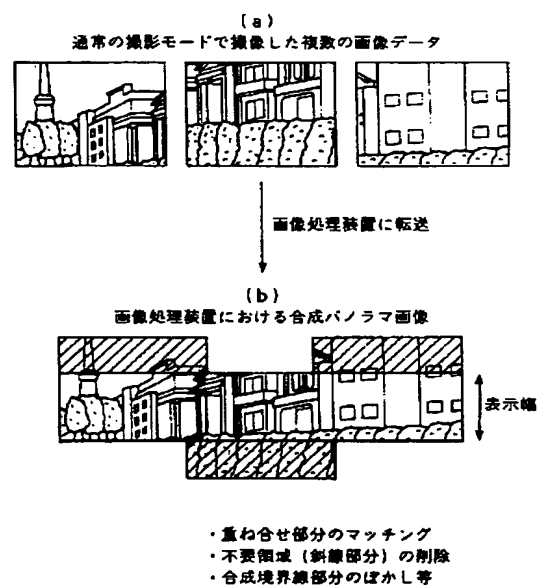 (a)
通常の撮影モードで撮像した複数の画像データ
画像処理装置に転送
(b)
画像処理装置における合成パノラマ画像
表示幅
・重ね合せ部分のマッチング
・不要領域(斜線部分)の削除
・合成境界線部分のぼかし等